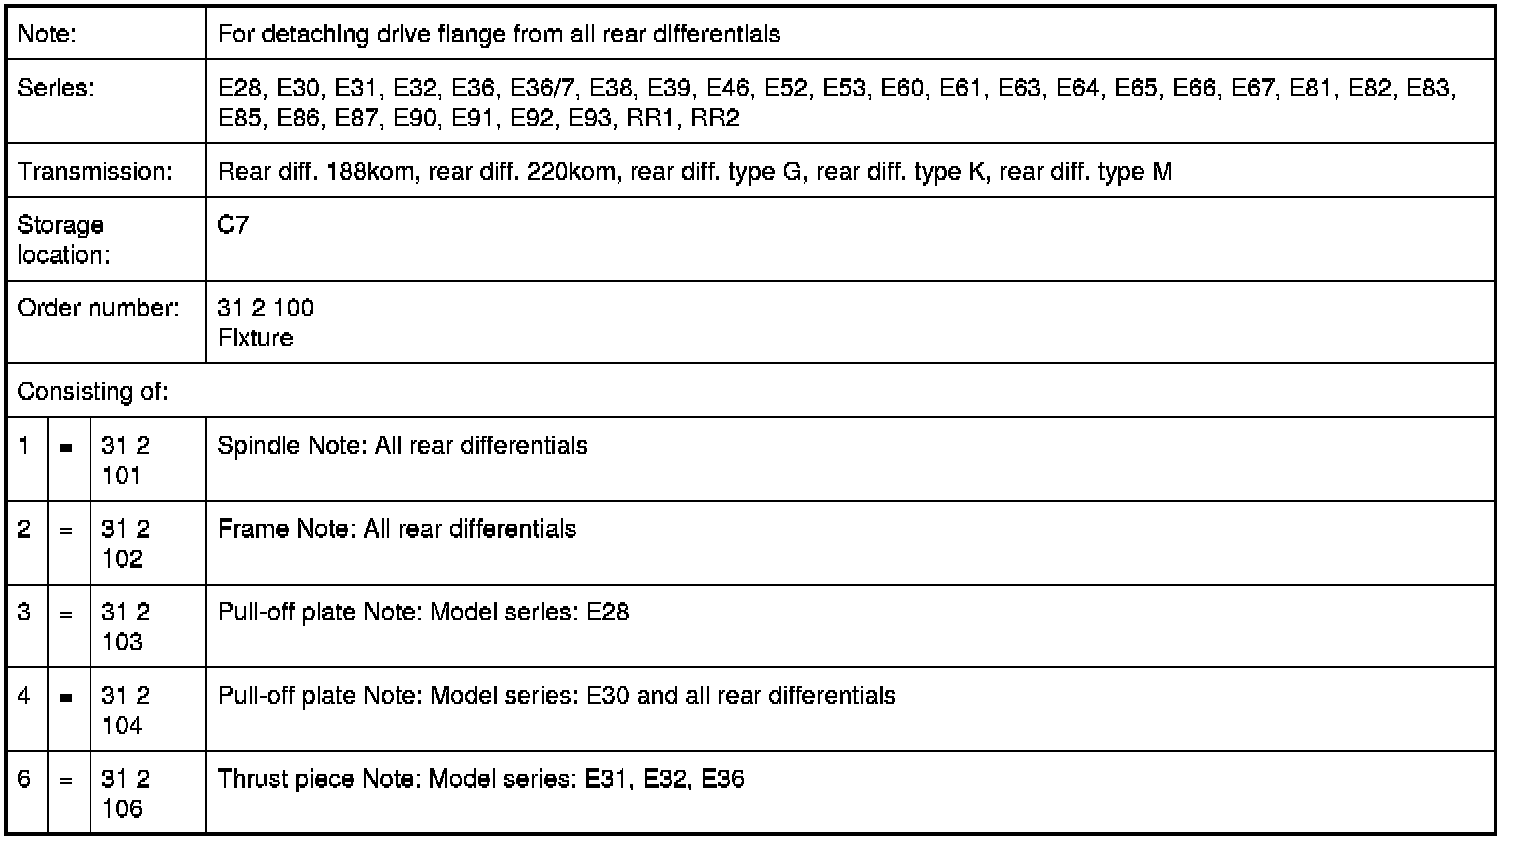 Note: For detaching drive flange from all rear differentials
Series: E28, E30, E31, E32, E36, E36/7, E38, E39, E46, E52, E53, E60, E61, E63, E64, E65, E66, E67, E81, E82, E83,
E85, E86, E87, E90, E91, E92, E93, RR1, RR2
Transmission: Rear diff. 188kom, rear diff. 220kom, rear diff. type G, rear diff. type K, rear diff. type M
Storage C7
location:
Order number: 31 2 100
Fixture
Consisting of:
1 = 31 2 Spindle Note: All rear differentials
101
2 = 31 2 Frame Note: All rear differentials
102
3 = 31 2 Pull-off plate Note: Model series: E28
103
4 = 31 2 Pull-off plate Note: Model series: E30 and all rear differentials
104
6 = 31 2 Thrust piece Note: Model series: E31, E32, E36
106